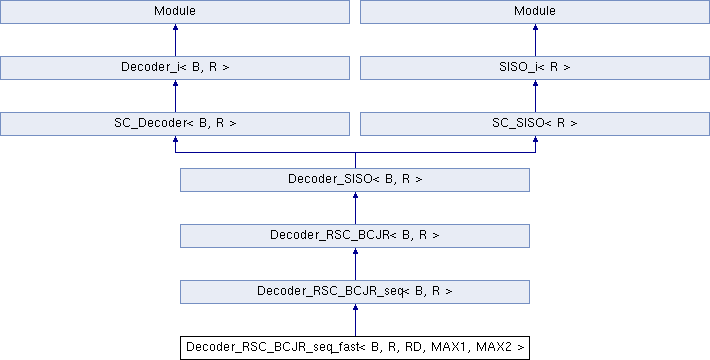 Module
Module
Decoder_i< B, R >
SISO_i< R >
SC_Decoder< B, R >
SC_SISO< R >
Decoder_SISO< B, R >
Decoder_RSC_BCJR< B, R >
Decoder_RSC_BCJR_seq< B, R >
Decoder_RSC_BCJR_seq_fast< B, R, RD, MAX1, MAX2 >